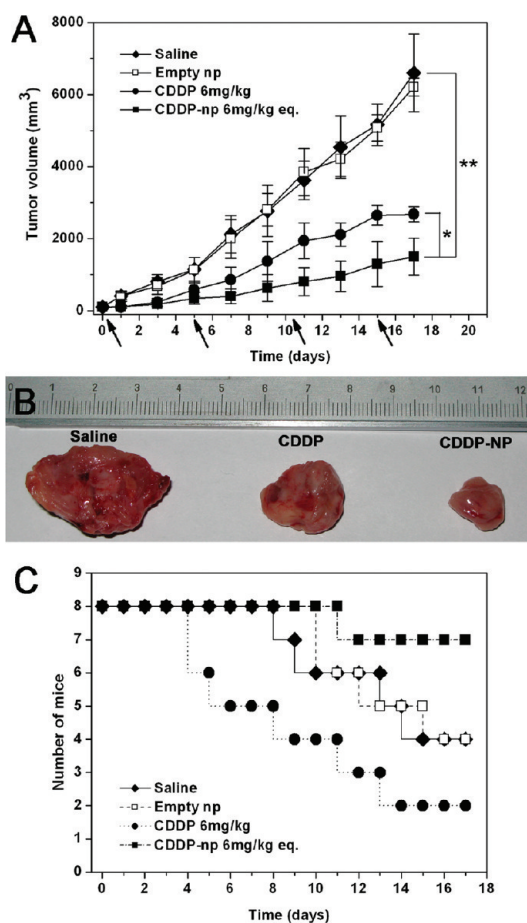 A
Saline
Empty np
CDDP 6mg/kg
CDDP-np 6mg/kg eq.
**
*
8000
6000
4000
2000
0
Tumor volume (mm3)
0 2 4 6 8 10 12 14 16 18 20
Time (days)
B
0 1 2 3 4 5 6 7 8 9 10 11 12
Saline CDDP CDDP-NP
C
9
8
7
6
5
4
3
2
1
0
Number of mice
Saline
Empty np
CDDP 6mg/kg
CDDP-np 6mg/kg eq.
0 2 4 6 8 10 12 14 16 18
Time (days)